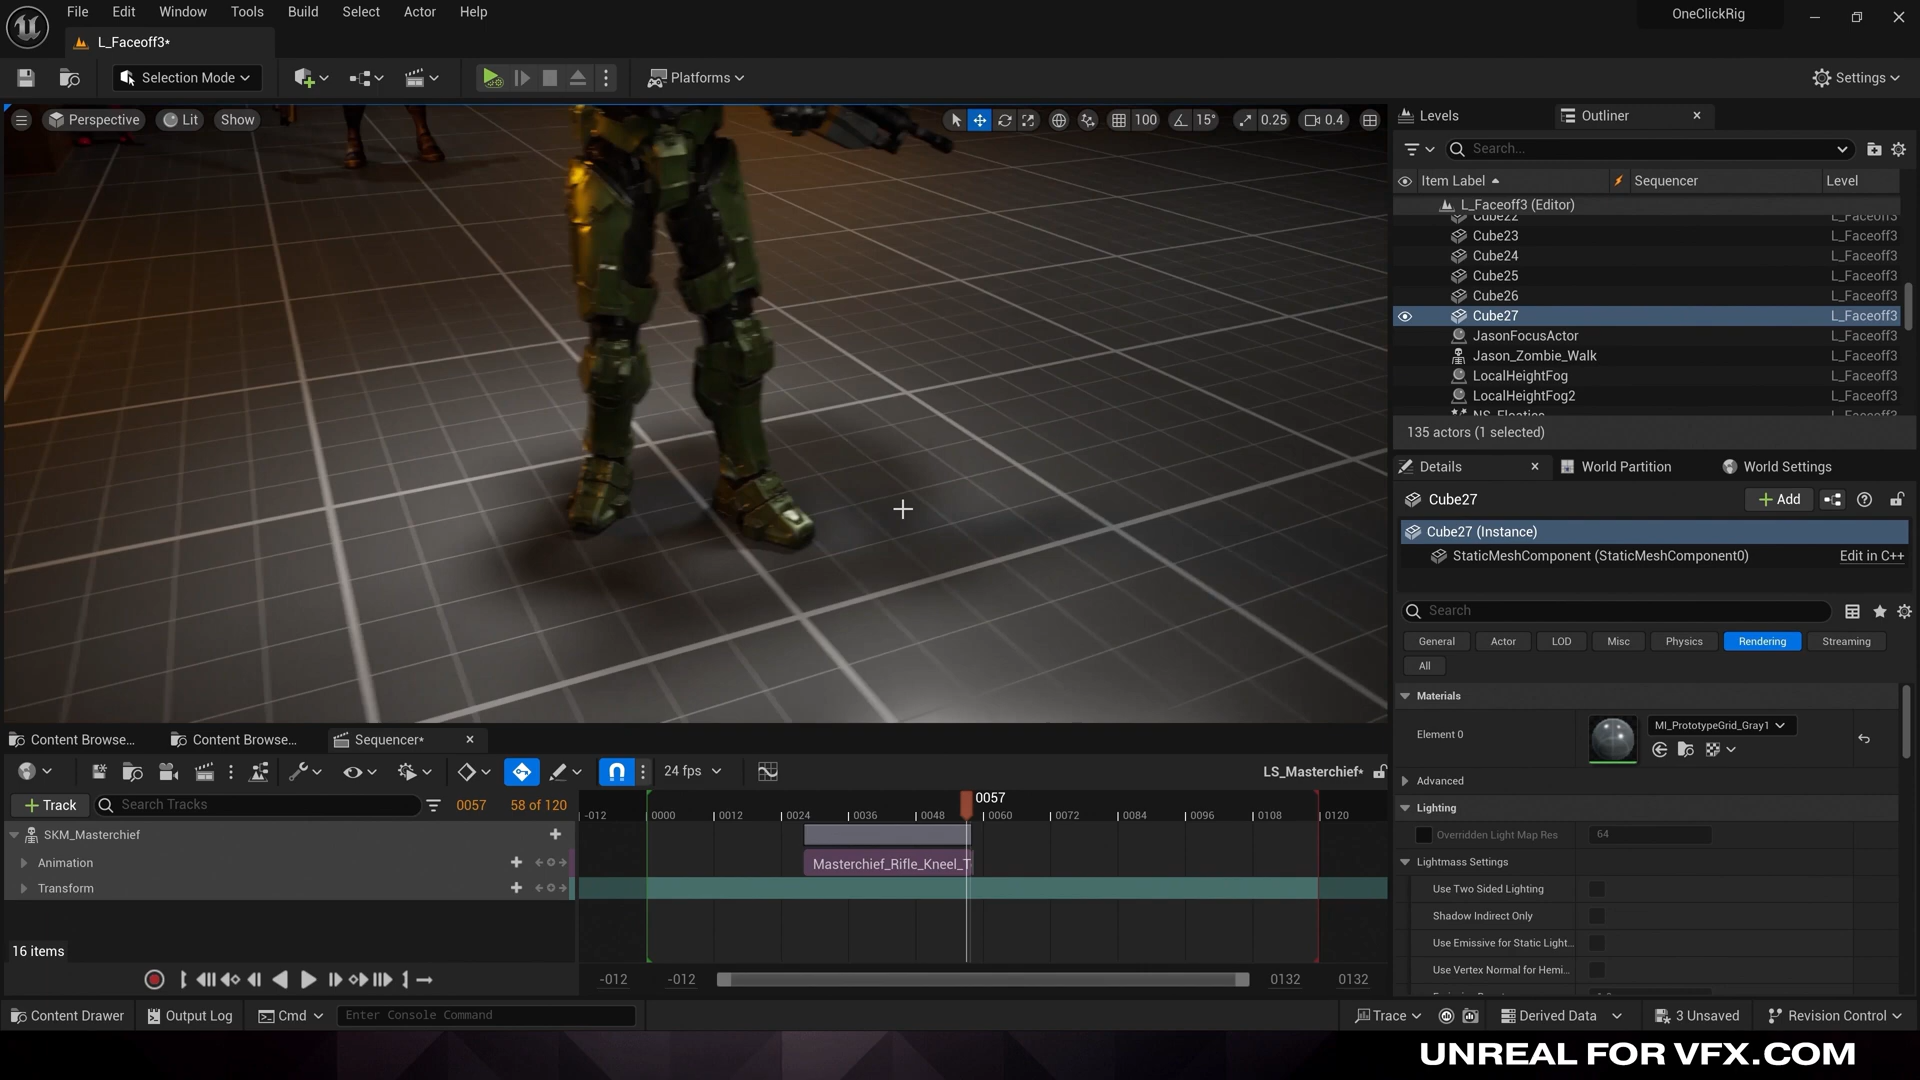 File Edit Window Tools Build Select Actor Help
OneClickRig
L_Faceoff3*
Selection Mode
Platforms
Settings
Perspective Lit Show
100 15° 0.25 0.4
Levels
Outliner
Search...
Item Label Sequencer Level
L_Faceoff3 (Editor)
Cube22 L_Faceoff3
Cube23 L_Faceoff3
Cube24 L_Faceoff3
Cube25 L_Faceoff3
Cube26 L_Faceoff3
Cube27 L_Faceoff3
JasonFocusActor L_Faceoff3
Jason_Zombie_Walk L_Faceoff3
LocalHeightFog L_Faceoff3
LocalHeightFog2 L_Faceoff3
135 actors (1 selected)
Details
World Partition
World Settings
Cube27
Add
Cube27 (Instance)
StaticMeshComponent (StaticMeshComponent0) Edit in C++
Search
General Actor LOD Misc Physics Rendering Streaming
All
Materials
Element 0
MI_PrototypeGrid_Gray1
Advanced
Lighting
Overridden Light Map Res 64
Lightmass Settings
Use Two Sided Lighting
Shadow Indirect Only
Use Emissive for Static Light...
Use Vertex Normal for Hemi...
Content Browse...
Content Browse...
Sequencer*
24 fps
LS_Masterchief*
Track
Search Tracks
0057 58 of 120
0057
-012 0000 0012 0024 0036 0048 0060 0072 0084 0096 0108 0120
SKM_Masterchief
Animation
Masterchief_Rifle_Kneel_T
Transform
16 items
-012 -012 0132 0132
Content Drawer
Output Log
Cmd
Enter Console Command
Trace
Derived Data
3 Unsaved
Revision Control
UNREAL FOR VFX.COM